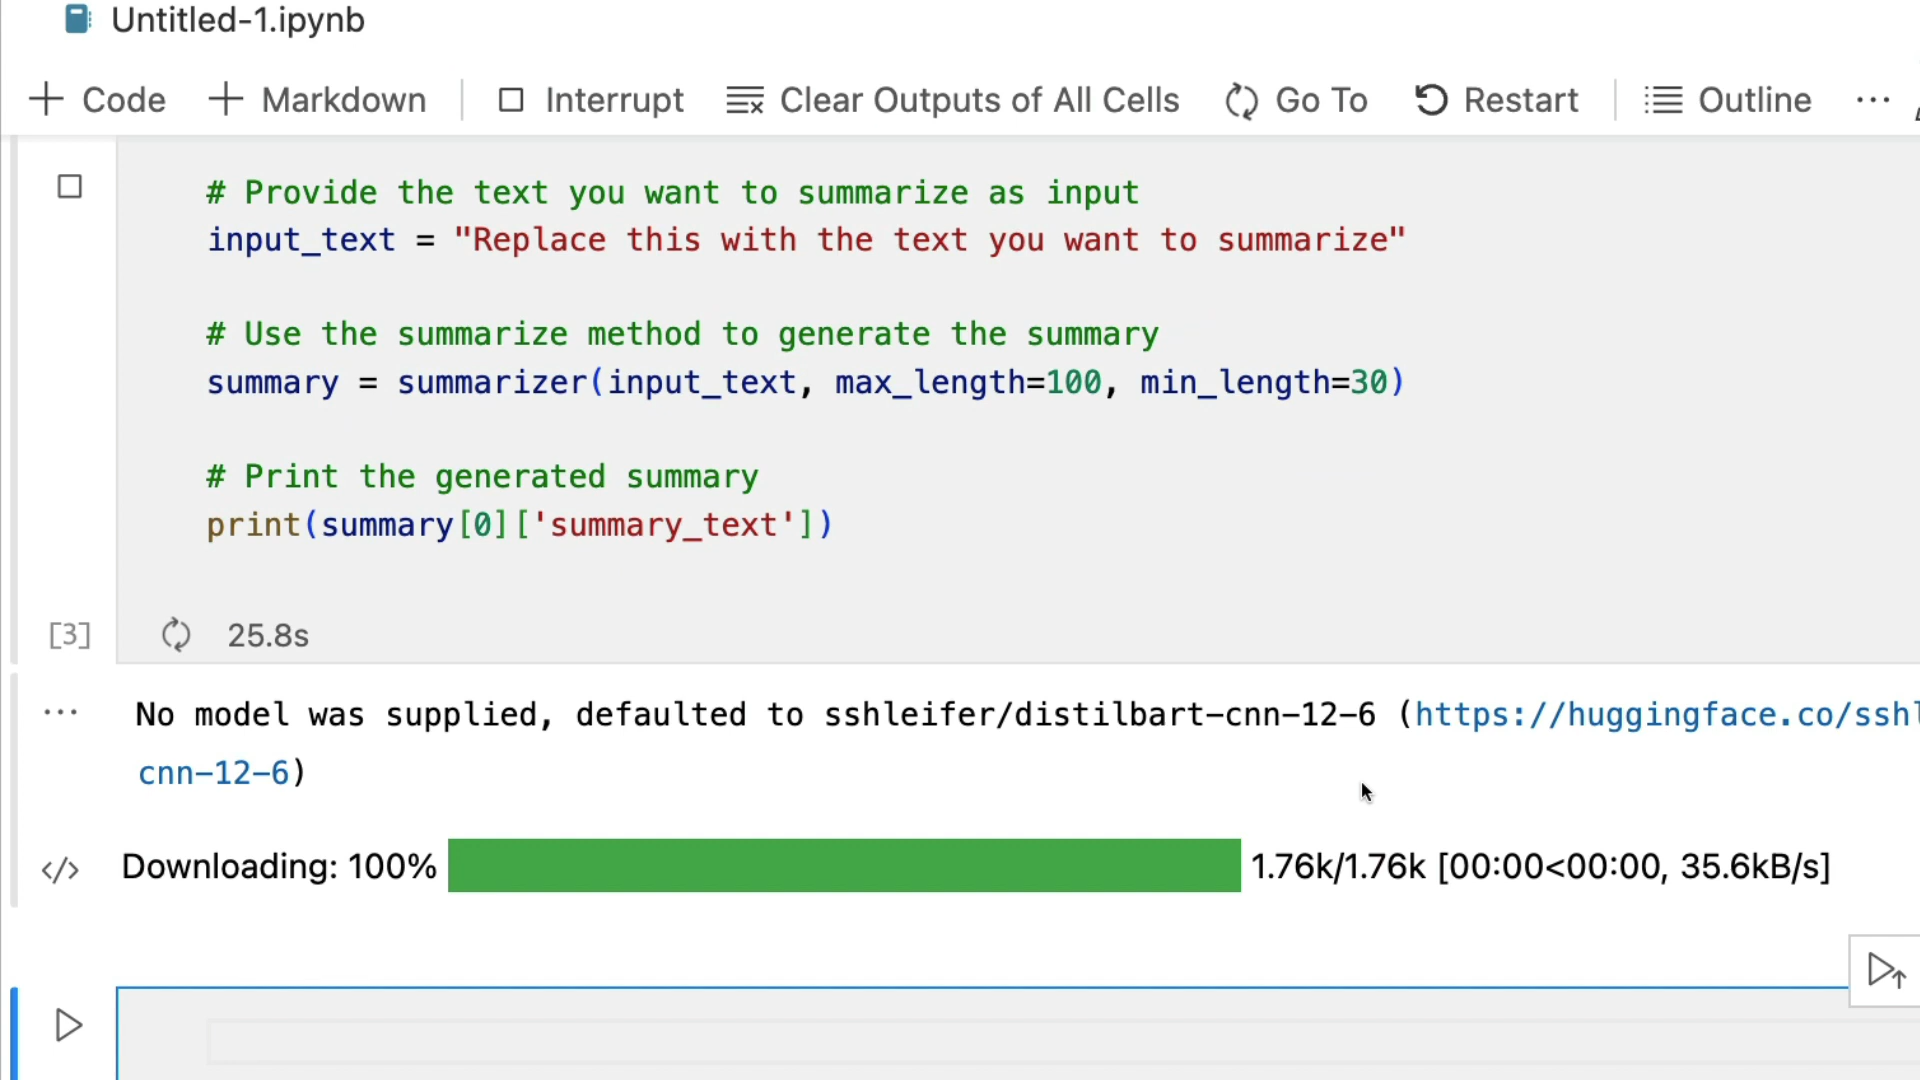 Untitled-1.ipynb
Code Markdown Interrupt Clear Outputs of All Cells Go To Restart Outline ...
# Provide the text you want to summarize as input
input_text = "Replace this with the text you want to summarize"
# Use the summarize method to generate the summary
summary = summarizer(input_text, max_length=100, min_length=30)
# Print the generated summary
print(summary[0]['summary_text'])
[3] 25.8s
No model was supplied, defaulted to sshleifer/distilbart-cnn-12-6 (https://huggingface.co/sshl
cnn-12-6)
Downloading: 100% 1.76k/1.76k [00:00<00:00, 35.6kB/s]